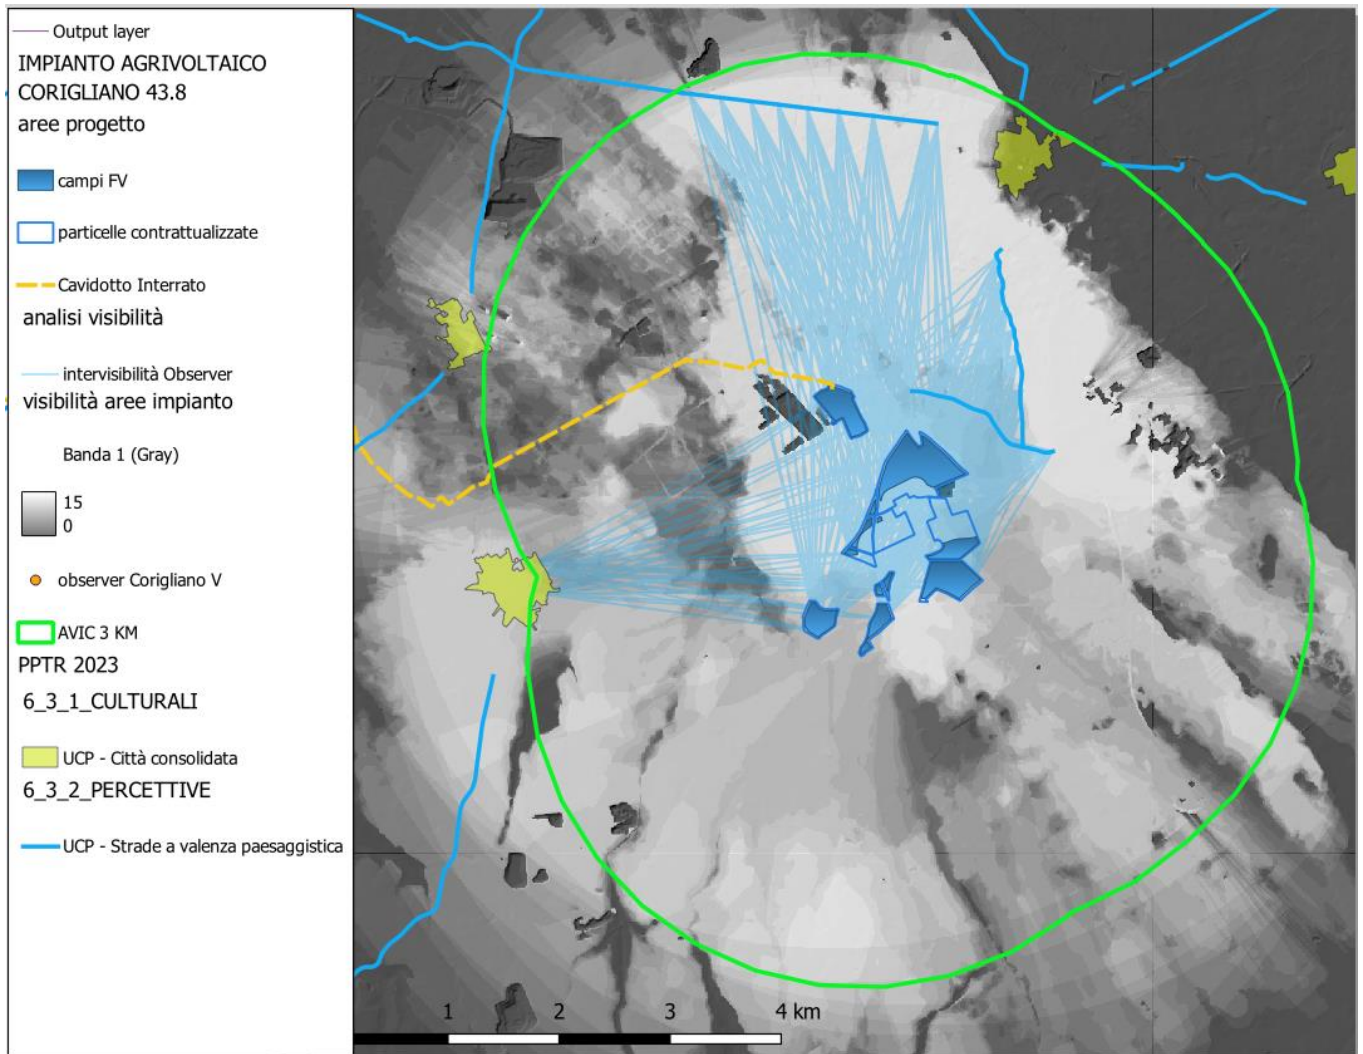 Output layer
IMPIANTO AGRIVOLTAICO
CORIGLIANO 43.8
aree progetto
campi FV
particelle contrattualizzate
Cavidotto Interrato
analisi visibilità
intervisibilità Observer
visibilità aree impianto
Banda 1 (Gray)
15
0
observer Corigliano V
AVIC 3 KM
PPTR 2023
6_3_1_CULTURALI
UCP - Città consolidata
6_3_2_PERCETTIVE
UCP - Strade a valenza paesaggistica
1 2 3 4 km